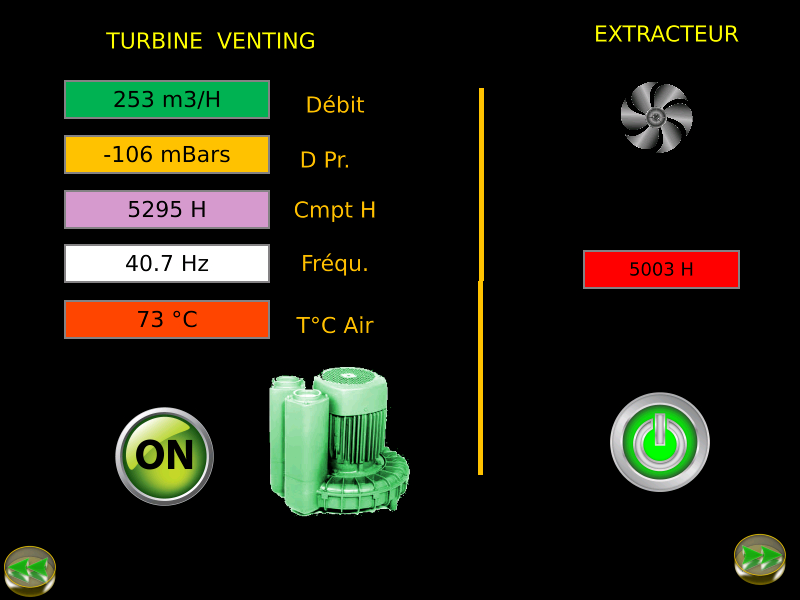 TURBINE VENTING
253 m3/H Débit
-106 mBars D Pr.
5295 H Cmpt H
40.7 Hz Fréqu.
73 °C T°C Air
ON
EXTRACTEUR
5003 H